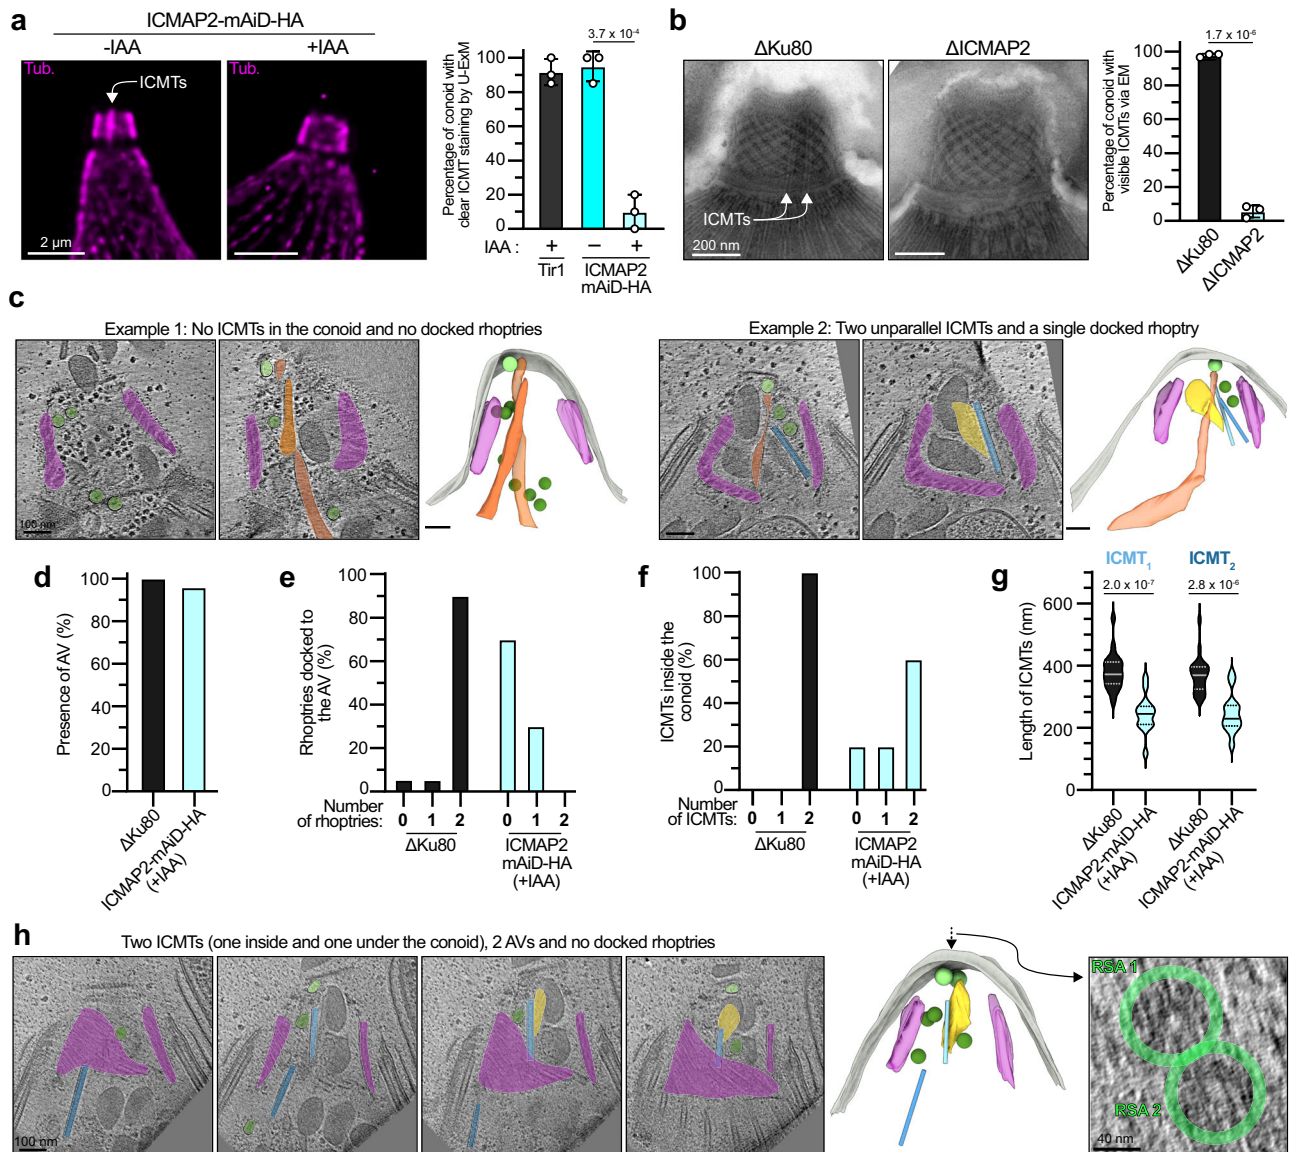 a
ICMAP2-mAiD-HA
-IAA
+IAA
Tub.
ICMTs
Tub.
2 µm
Percentage of conoid with
clear ICMT staining by U-ExM
3.7 x 10-4
100
80
60
40
20
0
IAA :
+
−
+
Tir1
ICMAP2
mAiD-HA
b
ΔKu80
ΔICMAP2
ICMTs
200 nm
Percentage of conoid with
visible ICMTs via EM
1.7 x 10-6
100
80
60
40
20
0
ΔKu80
ΔICMAP2
c
Example 1: No ICMTs in the conoid and no docked rhoptries
100 nm
Example 2: Two unparallel ICMTs and a single docked rhoptry
d
Presence of AV (%)
100
80
60
40
20
0
ΔKu80
ICMAP2-mAiD-HA
(+IAA)
e
Rhoptries docked to
the AV (%)
100
80
60
40
20
0
Number
of rhoptries:
0 1 2
0 1 2
ΔKu80
ICMAP2
mAiD-HA
(+IAA)
f
ICMTs inside the
conoid (%)
100
80
60
40
20
0
Number
of ICMTs:
0 1 2
0 1 2
ΔKu80
ICMAP2
mAiD-HA
(+IAA)
g
ICMT1
ICMT2
2.0 x 10-7
2.8 x 10-6
Length of ICMTs (nm)
600
400
200
0
ΔKu80
ICMAP2-mAiD-HA
(+IAA)
ΔKu80
ICMAP2-mAiD-HA
(+IAA)
h
Two ICMTs (one inside and one under the conoid), 2 AVs and no docked rhoptries
100 nm
RSA 1
RSA 2
40 nm